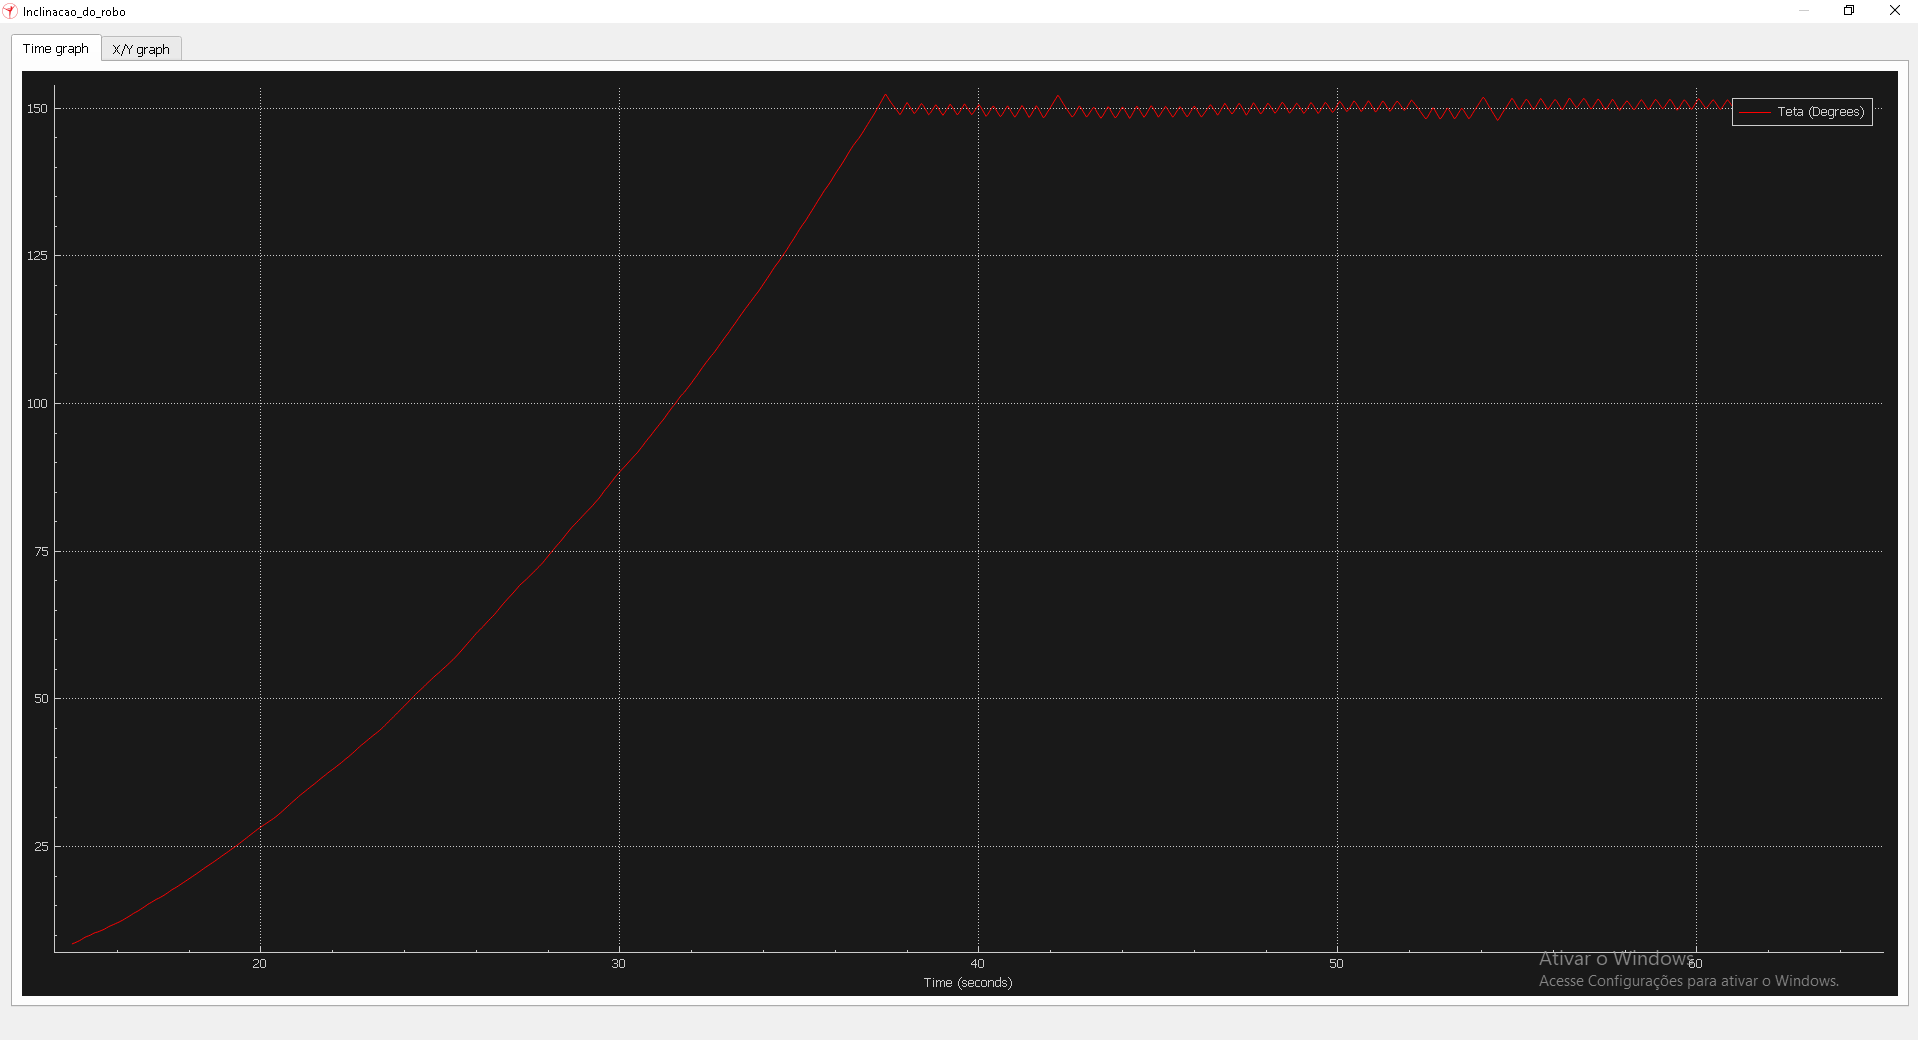 Inclinacao_do_robo
Time graph
X/Y graph
150
125
100
75
50
25
Teta (Degrees)
20
30
40
50
60
Time (seconds)
Ativar o Windows
Acesse Configurações para ativar o Windows.